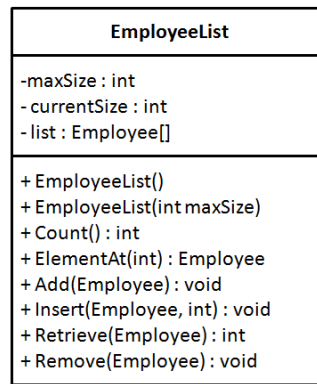 EmployeeList
-maxSize : int
- currentSize : int
- list : Employee[]
+ EmployeeList()
+ EmployeeList(int maxSize)
+ Count() : int
+ ElementAt(int) : Employee
+ Add(Employee) : void
+ Insert(Employee, int) : void
+ Retrieve(Employee) : int
+ Remove(Employee) : void